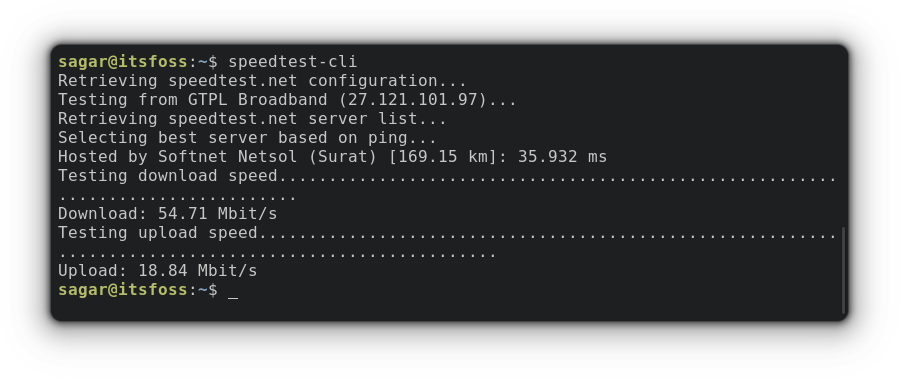 sagar@itsfoss:~$ speedtest-cli
Retrieving speedtest.net configuration...
Testing from GTPL Broadband (27.121.101.97)...
Retrieving speedtest.net server list...
Selecting best server based on ping...
Hosted by Softnet Netsol (Surat) [169.15 km]: 35.932 ms
Testing download speed........................................................
........................
Download: 54.71 Mbit/s
Testing upload speed..........................................................
............................................
Upload: 18.84 Mbit/s
sagar@itsfoss:~$ _